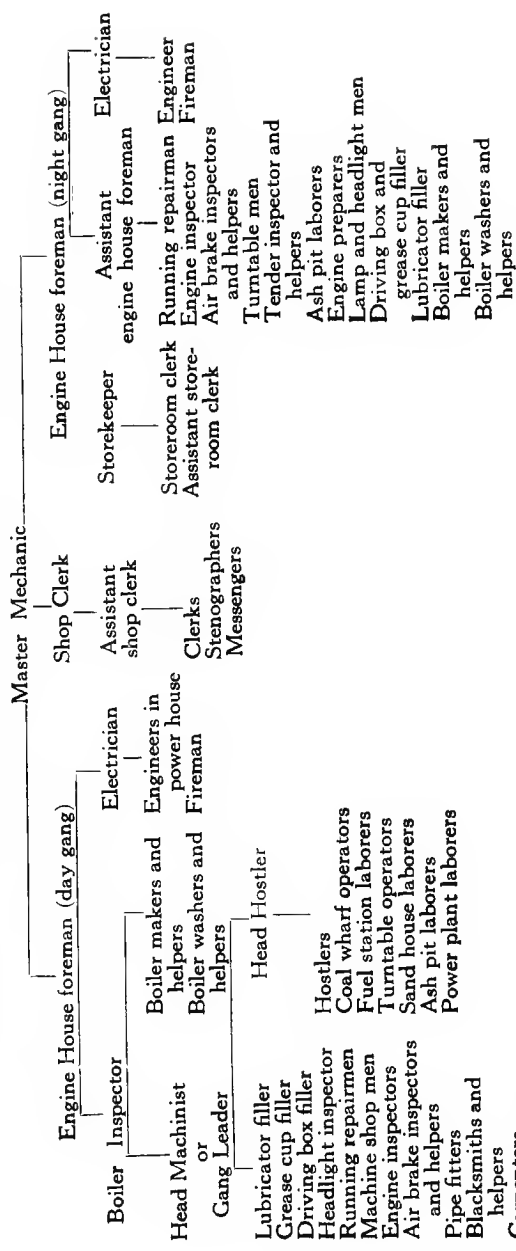 Master Mechanic
Engine House foreman (day gang)
Boiler Inspector
Head Machinist
or
Gang Leader
Lubricator filler
Grease cup filler
Driving box filler
Headlight inspector
Running repairmen
Machine shop men
Engine inspectors
Air brake inspectors
and helpers
Pipe fitters
Blacksmiths and
helpers
Boiler makers and
helpers
Boiler washers and
helpers
Head Hostler
Hostlers
Coal wharf operators
Fuel station laborers
Turntable operators
Sand house laborers
Ash pit laborers
Power plant laborers
Electrician
Engineers in
power house
Fireman
Shop Clerk
Assistant
shop clerk
Clerks
Stenographers
Messengers
Storekeeper
Storeroom clerk
Assistant store-
room clerk
Engine House foreman (night gang)
Assistant
engine house foreman
Running repairman
Engine inspector
Air brake inspectors
and helpers
Turntable men
Tender inspector and
helpers
Ash pit laborers
Engine preparers
Lamp and headlight men
Driving box and
grease cup filler
Lubricator filler
Boiler makers and
helpers
Boiler washers and
helpers
Electrician
Engineer
Fireman